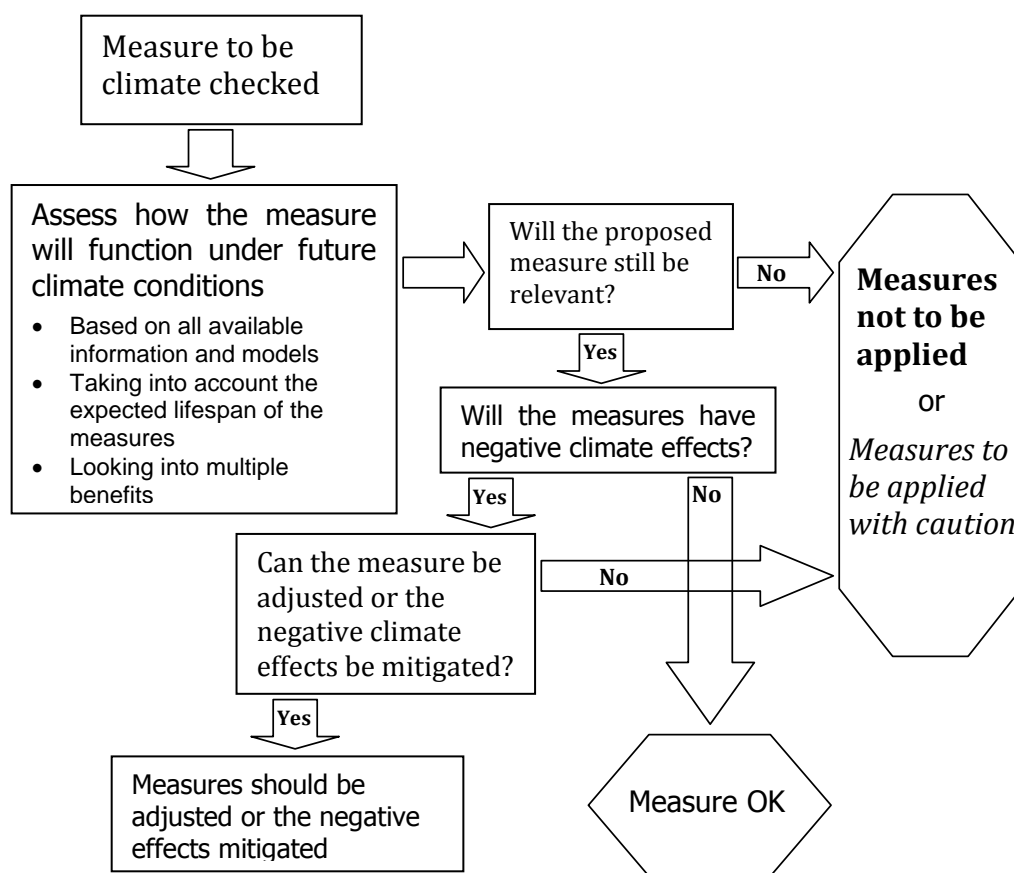 Measure to be
climate checked
Assess how the measure
will function under future
climate conditions
• Based on all available
information and models
• Taking into account the
expected lifespan of the
measures
• Looking into multiple
benefits
Will the proposed
measure still be
relevant?
No
Measures
not to be
applied
or
Measures to
be applied
with caution
Yes
Will the measures have
negative climate effects?
Yes
No
Can the measure be
adjusted or the
negative climate
effects be mitigated?
No
Yes
Measures should be
adjusted or the negative
effects mitigated
Measure OK